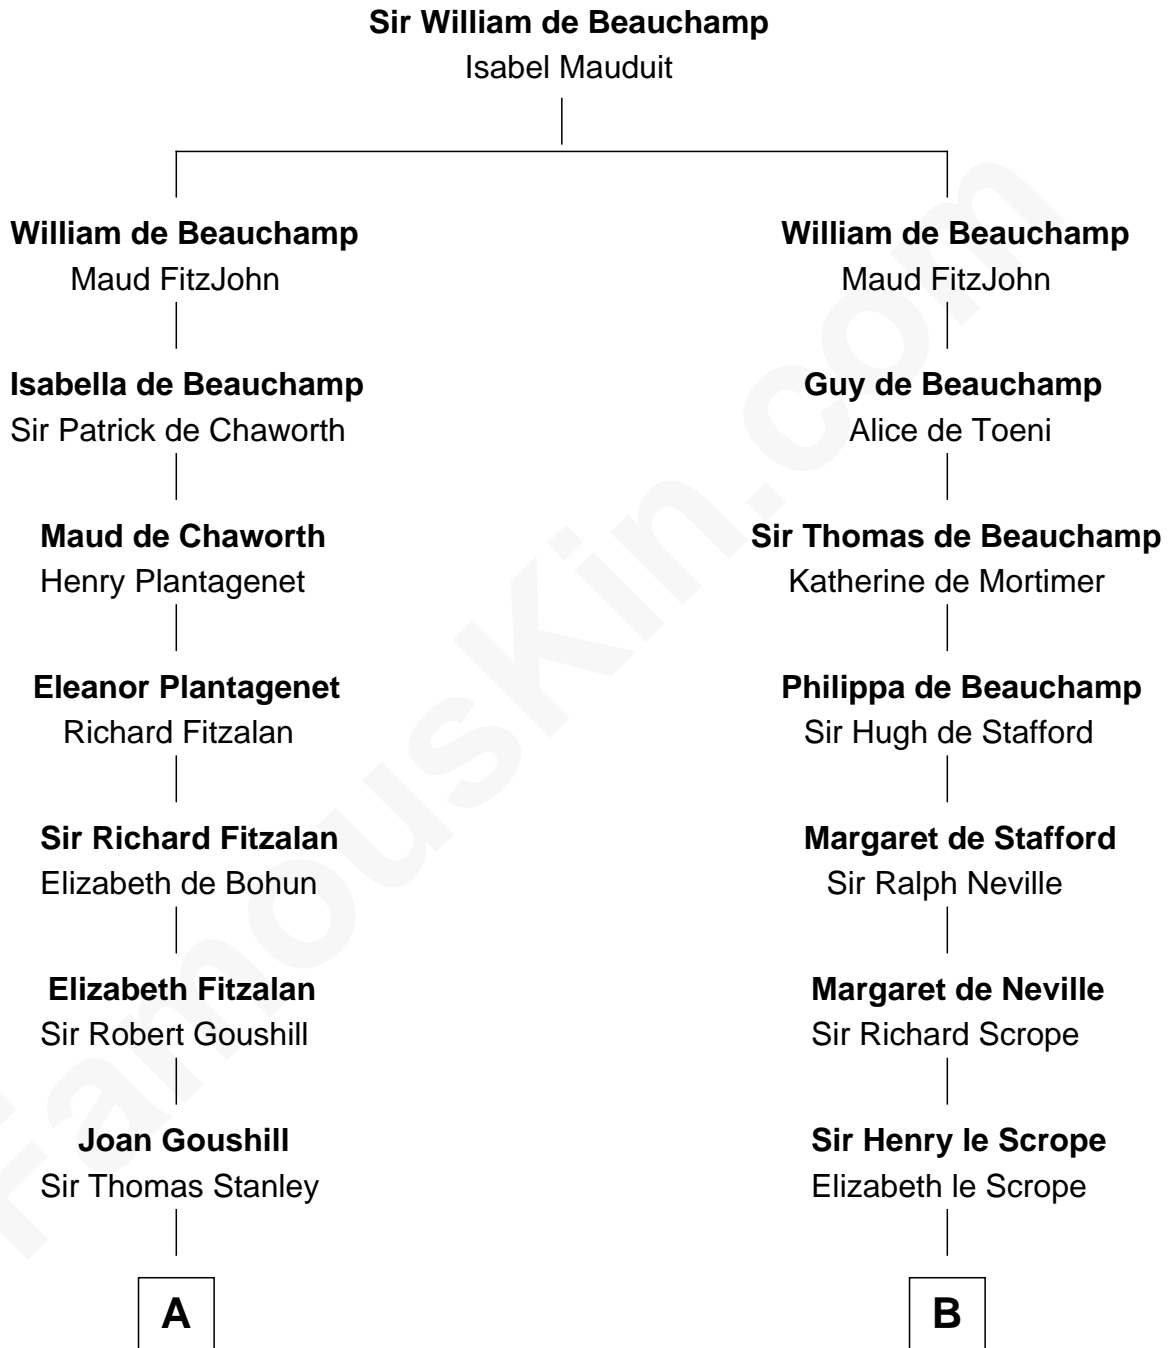 Sir William de Beauchamp
Isabel Mauduit
William de Beauchamp
Maud FitzJohn
William de Beauchamp
Maud FitzJohn
Isabella de Beauchamp
Sir Patrick de Chaworth
Guy de Beauchamp
Alice de Toeni
Maud de Chaworth
Henry Plantagenet
Sir Thomas de Beauchamp
Katherine de Mortimer
Eleanor Plantagenet
Richard Fitzalan
Philippa de Beauchamp
Sir Hugh de Stafford
Sir Richard Fitzalan
Elizabeth de Bohun
Margaret de Stafford
Sir Ralph Neville
Elizabeth Fitzalan
Sir Robert Goushill
Margaret de Neville
Sir Richard Scrope
Joan Goushill
Sir Thomas Stanley
Sir Henry le Scrope
Elizabeth le Scrope
A
B
FamousKin.com